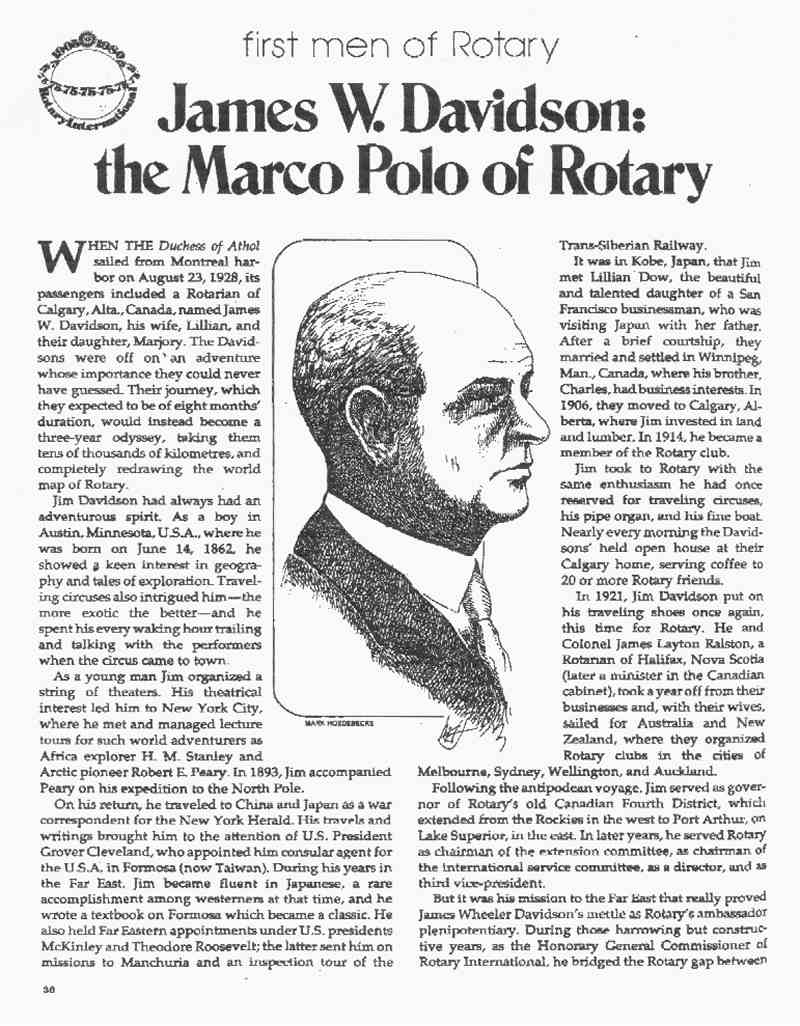 first men of Rotary
1905 1980
75-75-75-75-75
Rotary International
James W. Davidson:
the Marco Polo of Rotary
WHEN THE Duchess of Athol
sailed from Montreal har-
bor on August 23, 1928, its
passengers included a Rotarian of
Calgary, Alta., Canada, named James
W. Davidson, his wife, Lillian, and
their daughter, Marjory. The David-
sons were off on an adventure
whose importance they could never
have guessed. Their journey, which
they expected to be of eight months'
duration, would instead become a
three-year odyssey, taking them
tens of thousands of kilometres, and
completely redrawing the world
map of Rotary.
Jim Davidson had always had an
adventurous spirit. As a boy in
Austin, Minnesota, U.S.A., where he
was born on June 14, 1862, he
showed a keen interest in geogra-
phy and tales of exploration. Travel-
ing circuses also intrigued him—the
more exotic the better—and he
spent his every waking hour trailing
and talking with the performers
when the circus came to town.
As a young man Jim organized a
string of theaters. His theatrical
interest led him to New York City,
where he met and managed lecture
tours for such world adventurers as
Africa explorer H. M. Stanley and
Arctic pioneer Robert E. Peary. In 1893, Jim accompanied
Peary on his expedition to the North Pole.
On his return, he traveled to China and Japan as a war
correspondent for the New York Herald. His travels and
writings brought him to the attention of U.S. President
Grover Cleveland, who appointed him consular agent for
the U.S.A. in Formosa (now Taiwan). During his years in
the Far East, Jim became fluent in Japanese, a rare
accomplishment among westerners at that time, and he
wrote a textbook on Formosa which became a classic. He
also held Far Eastern appointments under U.S. presidents
McKinley and Theodore Roosevelt; the latter sent him on
missions to Manchuria and an inspection tour of the
MARK HOEDEBECKE
Trans-Siberian Railway.
It was in Kobe, Japan, that Jim
met Lillian Dow, the beautiful
and talented daughter of a San
Francisco businessman, who was
visiting Japan with her father.
After a brief courtship, they
married and settled in Winnipeg,
Man., Canada, where his brother,
Charles, had business interests. In
1906, they moved to Calgary, Al-
berta, where Jim invested in land
and lumber. In 1914, he became a
member of the Rotary club.
Jim took to Rotary with the
same enthusiasm he had once
reserved for traveling circuses,
his pipe organ, and his fine boat.
Nearly every morning the David-
sons' held open house at their
Calgary home, serving coffee to
20 or more Rotary friends.
In 1921, Jim Davidson put on
his traveling shoes once again,
this time for Rotary. He and
Colonel James Layton Ralston, a
Rotarian of Halifax, Nova Scotia
(later a minister in the Canadian
cabinet), took a year off from their
businesses and, with their wives,
sailed for Australia and New
Zealand, where they organized
Rotary clubs in the cities of
Melbourne, Sydney, Wellington, and Auckland.
Following the antipodean voyage, Jim served as gover-
nor of Rotary's old Canadian Fourth District, which
extended from the Rockies in the west to Port Arthur, on
Lake Superior, in the east. In later years, he served Rotary
as chairman of the extension committee, as chairman of
the international service committee, as a director, and as
third vice-president.
But it was his mission to the Far East that really proved
James Wheeler Davidson's mettle as Rotary's ambassador
plenipotentiary. During those harrowing but construc-
tive years, as the Honorary General Commissioner of
Rotary International, he bridged the Rotary gap between
36